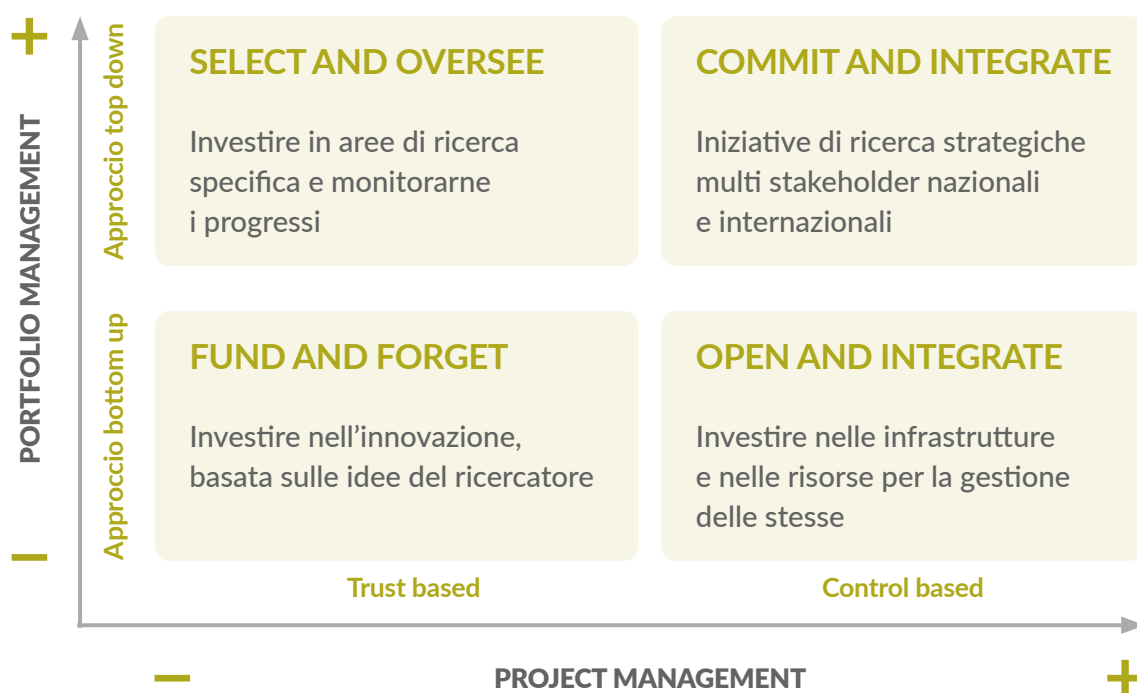 +
PORTFOLIO MANAGEMENT
−
Approccio top down
Approccio bottom up
SELECT AND OVERSEE
Investire in aree di ricerca
specifica e monitorarne
i progressi
COMMIT AND INTEGRATE
Iniziative di ricerca strategiche
multi stakeholder nazionali
e internazionali
FUND AND FORGET
Investire nell’innovazione,
basata sulle idee del ricercatore
OPEN AND INTEGRATE
Investire nelle infrastrutture
e nelle risorse per la gestione
delle stesse
Trust based
Control based
−
PROJECT MANAGEMENT
+